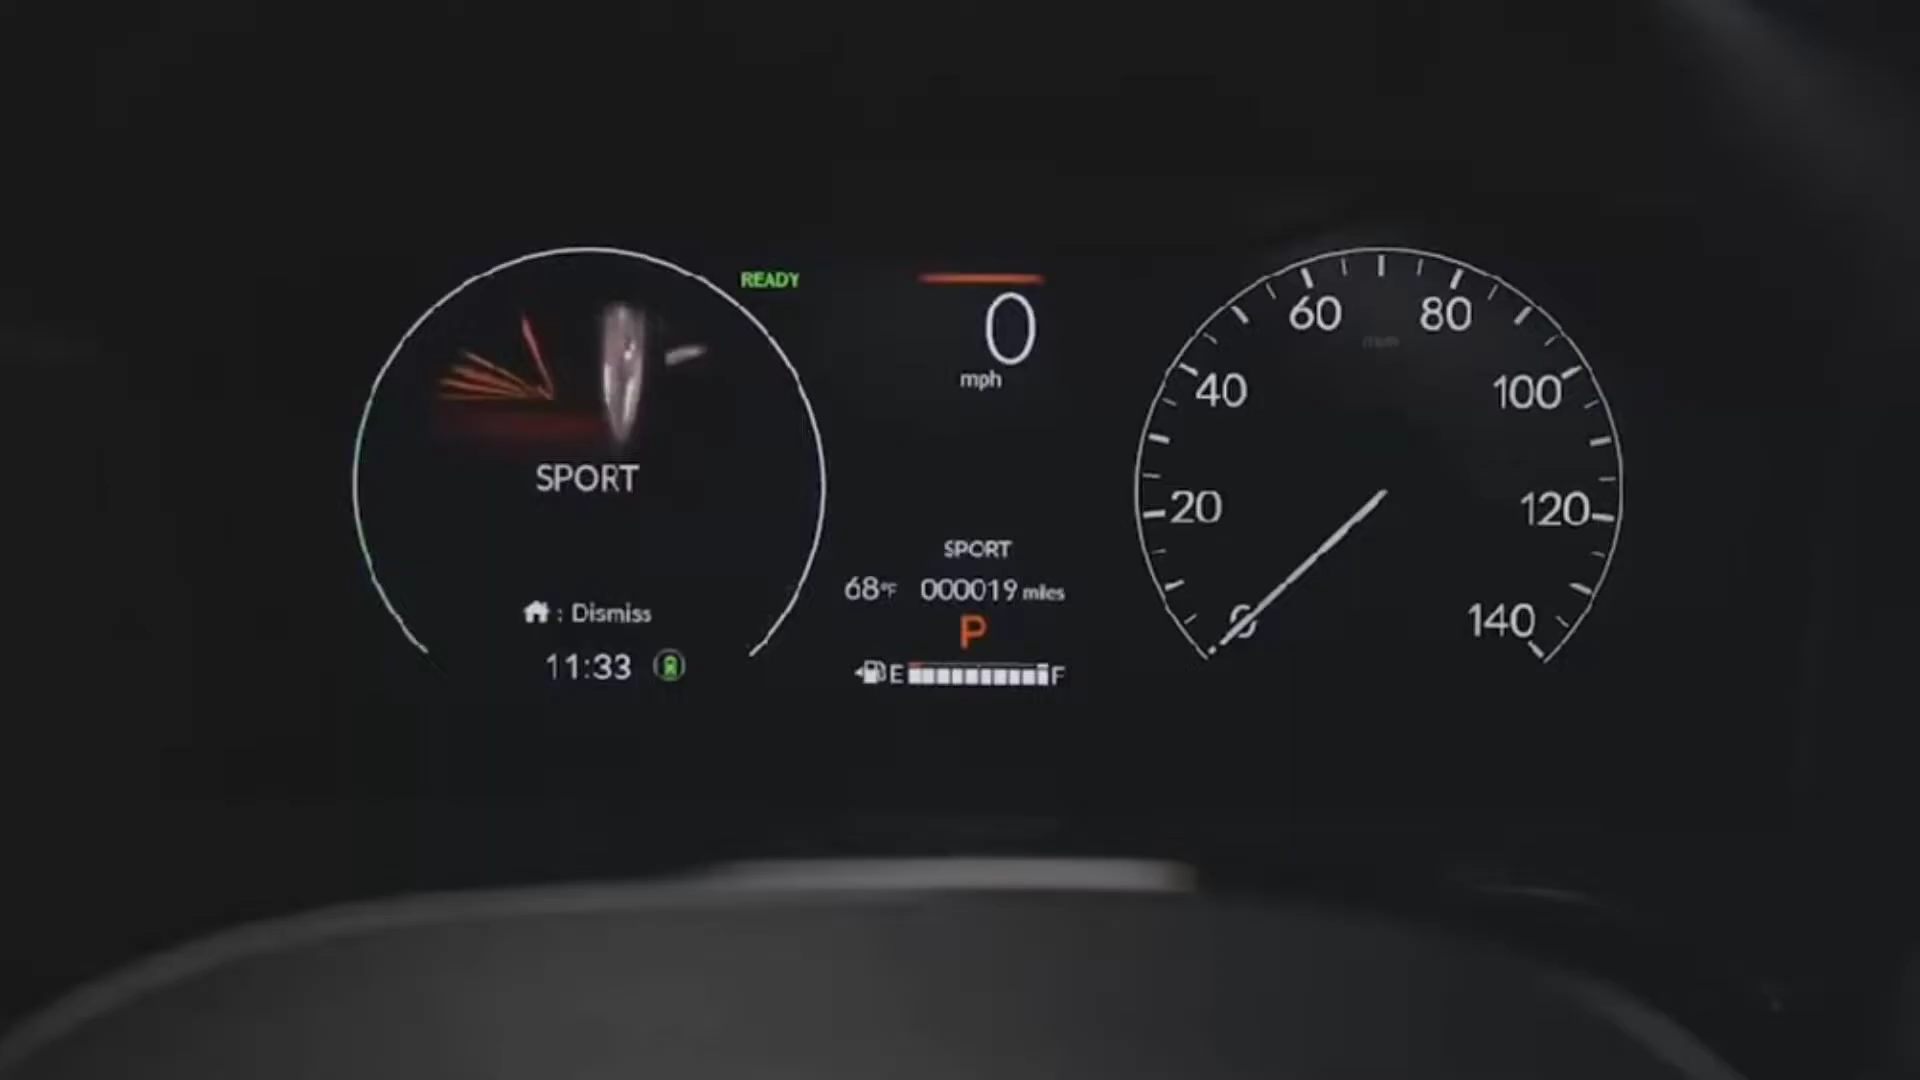 READY
0
mph
SPORT
: Dismiss
11:33
SPORT
68°F 000019 miles
P
E F
0
20
40
60
80
100
120
140